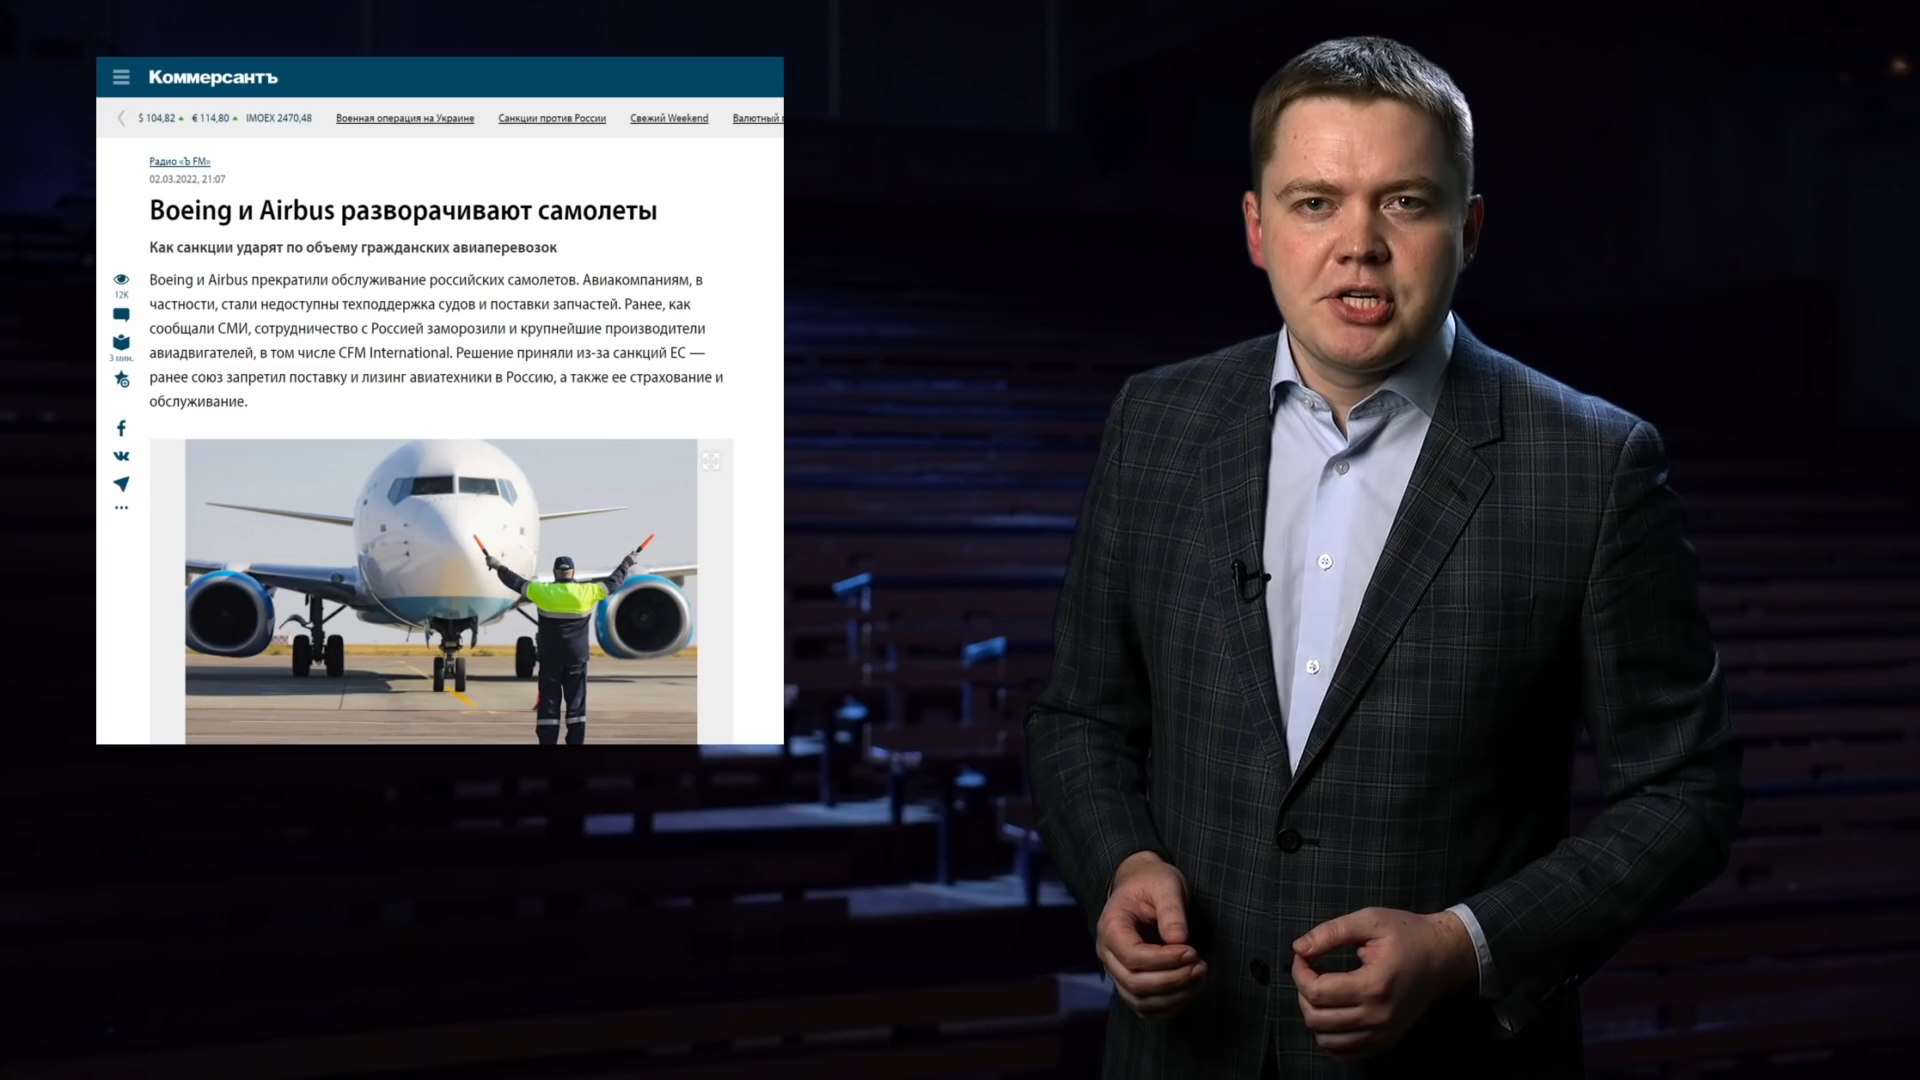 Коммерсантъ
$ 104,82 € 114,80 IMOEX 2470,48 Военная операция на Украине Санкции против России Свежий Weekend Валютный
Радио «Ъ FM»
02.03.2022, 21:07
Boeing и Airbus разворачивают самолеты
Как санкции ударят по объему гражданских авиаперевозок
Boeing и Airbus прекратили обслуживание российских самолетов. Авиакомпаниям, в
частности, стали недоступны техподдержка судов и поставки запчастей. Ранее, как
сообщали СМИ, сотрудничество с Россией заморозили и крупнейшие производители
авиадвигателей, в том числе CFM International. Решение приняли из-за санкций ЕС —
ранее союз запретил поставку и лизинг авиатехники в Россию, а также ее страхование и
обслуживание.
12K
3 мин.